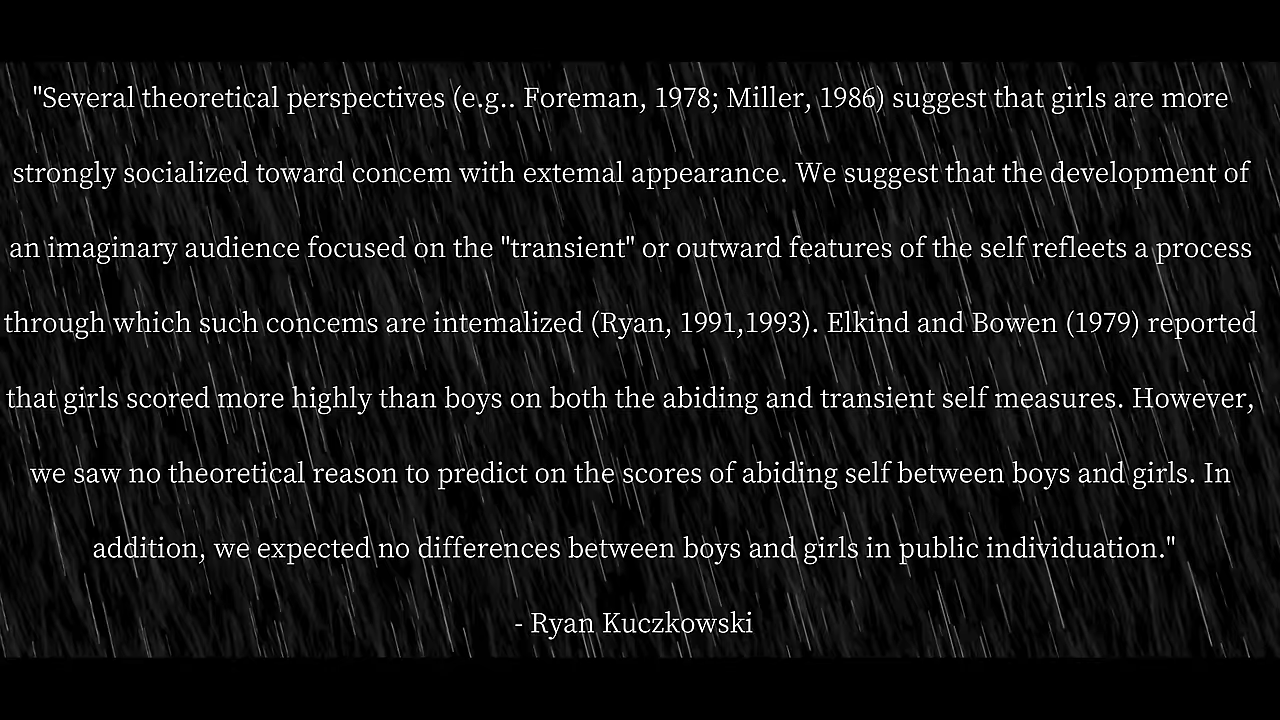 "Several theoretical perspectives (e.g.. Foreman, 1978; Miller, 1986) suggest that girls are more
strongly socialized toward concem with extemal appearance. We suggest that the development of
an imaginary audience focused on the "transient" or outward features of the self refleets a process
through which such concems are intemalized (Ryan, 1991,1993). Elkind and Bowen (1979) reported
that girls scored more highly than boys on both the abiding and transient self measures. However,
we saw no theoretical reason to predict on the scores of abiding self between boys and girls. In
addition, we expected no differences between boys and girls in public individuation."
- Ryan Kuczkowski